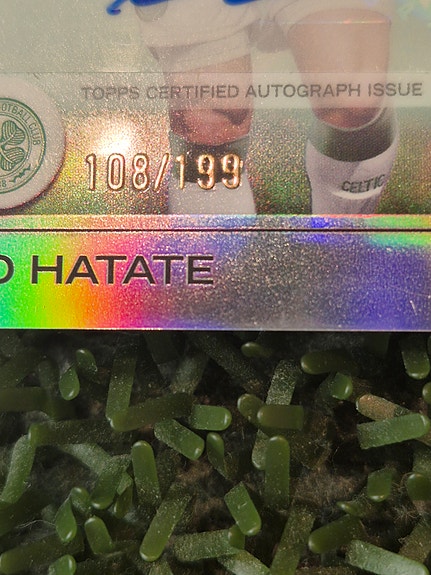 TOPPS CERTIFIED AUTOGRAPH ISSUE
108/199
CELTIC
O HATATE